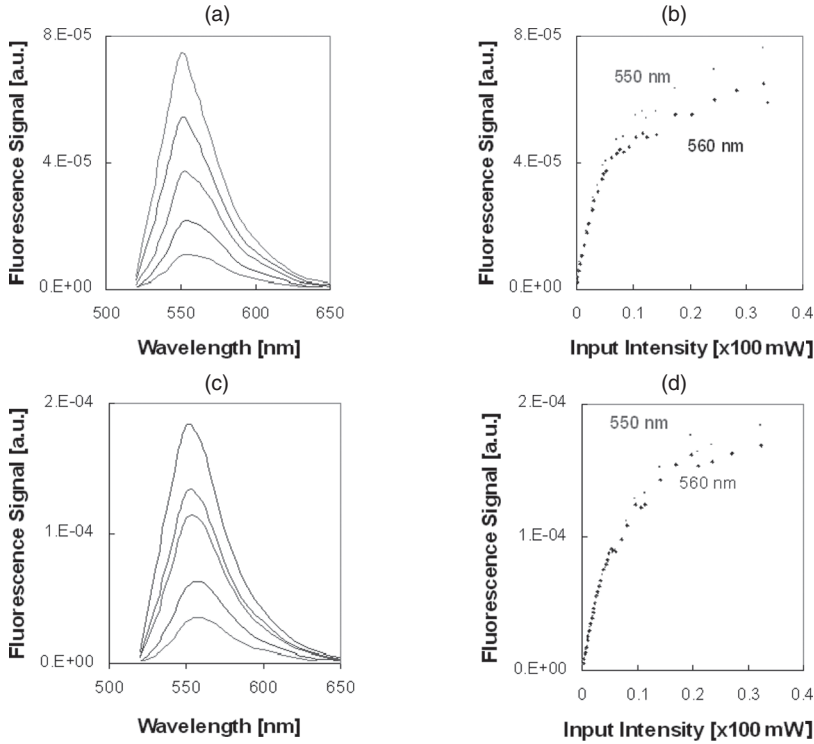 (a)
Fluorescence Signal [a.u.]
8.E-05
4.E-05
0.E+00
500 550 600 650
Wavelength [nm]
(b)
Fluorescence Signal [a.u.]
8.E-05
4.E-05
0.E+00
550 nm
560 nm
0 0.1 0.2 0.3 0.4
Input Intensity [x100 mW]
(c)
Fluorescence Signal [a.u.]
2.E-04
1.E-04
0.E+00
500 550 600 650
Wavelength [nm]
(d)
Fluorescence Signal [a.u.]
2.E-04
1.E-04
0.E+00
550 nm
560 nm
0 0.1 0.2 0.3 0.4
Input Intensity [x100 mW]